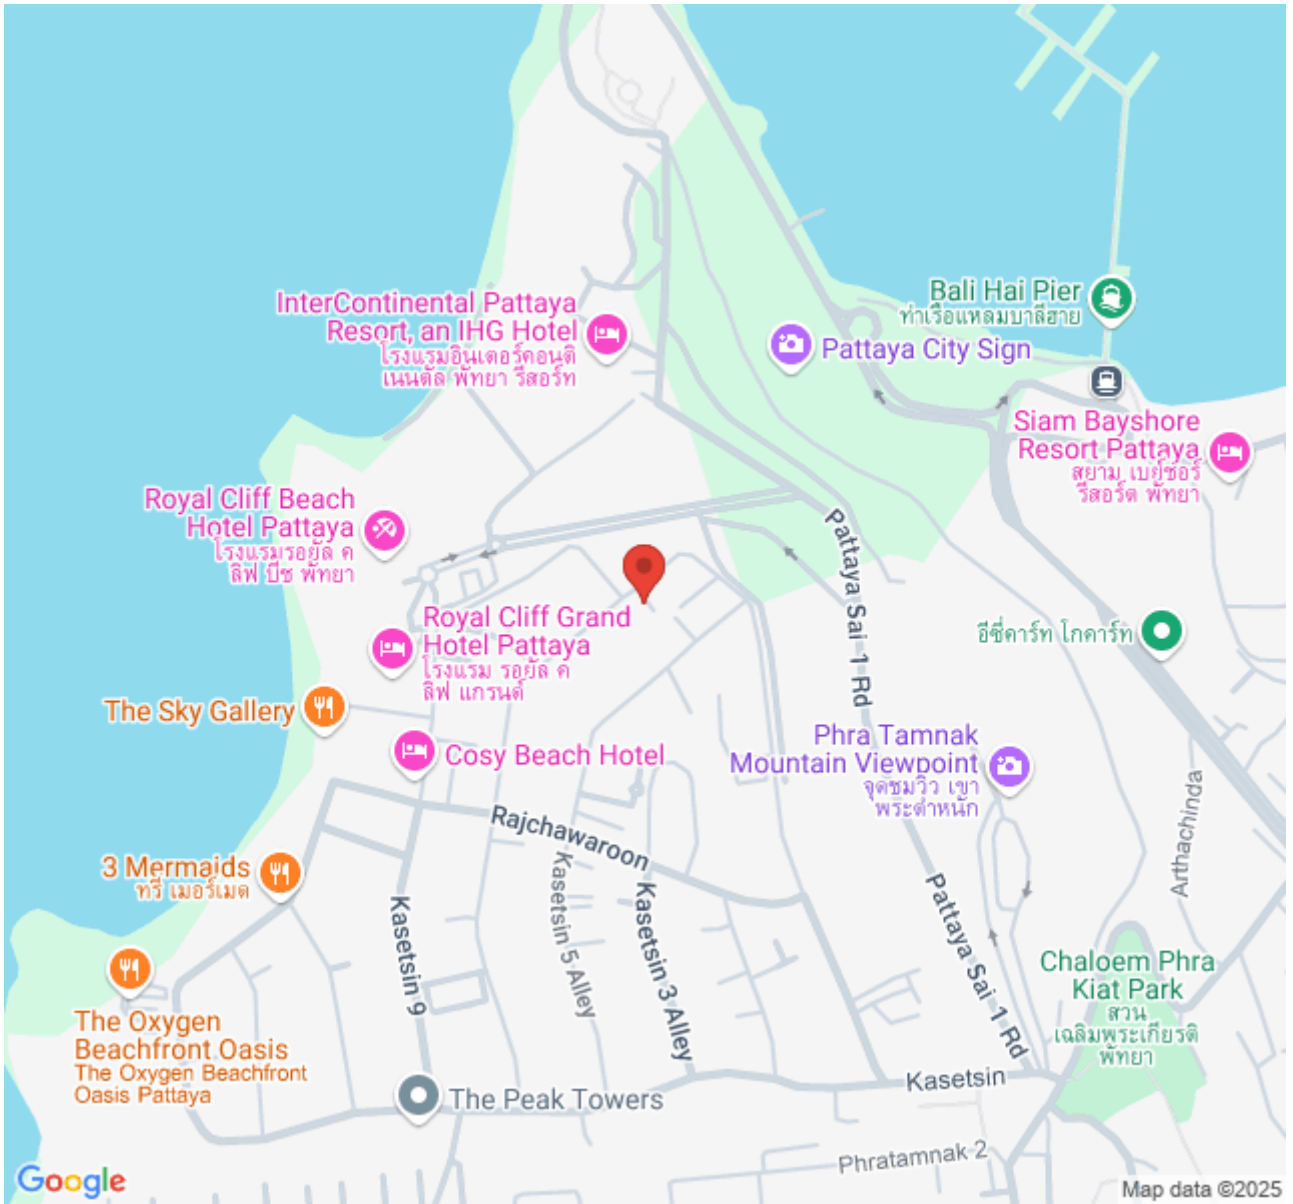 InterContinental Pattaya
Resort, an IHG Hotel
โรงแรมอินเตอร์คอนติ
เนนตัล พัทยา รีสอร์ท
Bali Hai Pier
ท่าเรือแหลมบาลีฮาย
Pattaya City Sign
Siam Bayshore
Resort Pattaya
สยาม เบย์ชอร์
รีสอร์ต พัทยา
Royal Cliff Beach
Hotel Pattaya
โรงแรมรอยัล ค
ลิฟ บีช พัทยา
Pattaya Sai 1 Rd
Royal Cliff Grand
Hotel Pattaya
โรงแรม รอยัล ค
ลิฟ แกรนด์
อีซี่คาร์ท โกคาร์ท
The Sky Gallery
Cosy Beach Hotel
Phra Tamnak
Mountain Viewpoint
จุดชมวิว เขา
พระตำหนัก
Arthachinda
Rajchawaroon
3 Mermaids
ทรี เมอร์เมด
Kasetsin 9
Kasetsin 5 Alley
Kasetsin 3 Alley
Pattaya Sai 1 Rd
Chaloem Phra
Kiat Park
สวน
เฉลิมพระเกียรติ
พัทยา
The Oxygen
Beachfront Oasis
The Oxygen Beachfront
Oasis Pattaya
The Peak Towers
Kasetsin
Phratamnak 2
Google
Map data ©2025